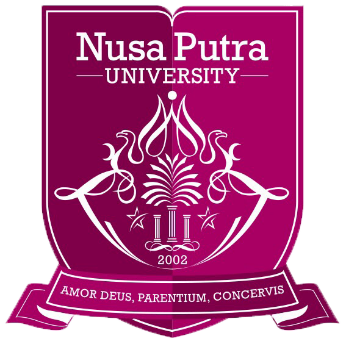 Nusa Putra
UNIVERSITY
2002
AMOR DEUS, PARENTIUM, CONCERVIS